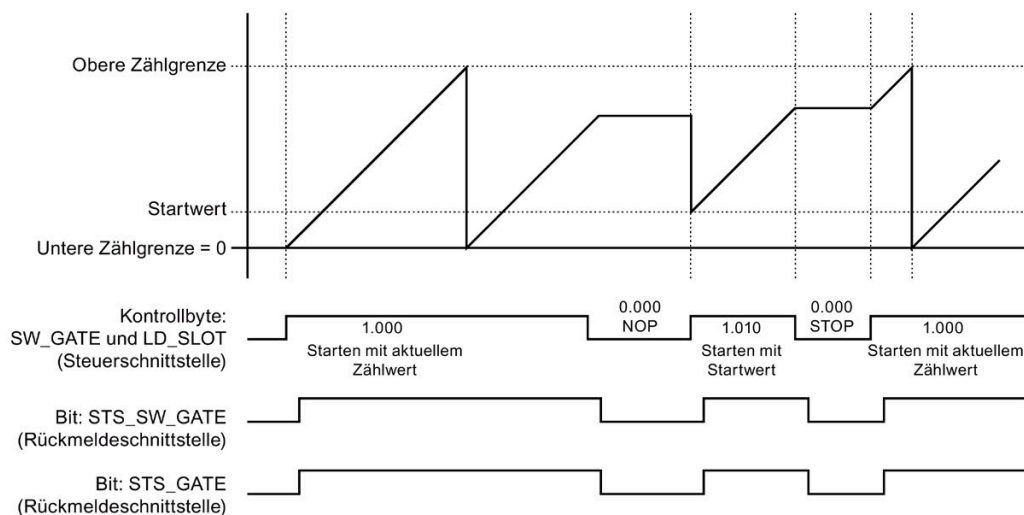 Obere Zählgrenze
Startwert
Untere Zählgrenze = 0
Kontrollbyte:
SW_GATE und LD_SLOT
(Steuerschnittstelle)
1.000
Starten mit aktuellem
Zählwert
0.000
NOP
1.010
Starten mit
Startwert
0.000
STOP
1.000
Starten mit aktuellem
Zählwert
Bit: STS_SW_GATE
(Rückmeldeschnittstelle)
Bit: STS_GATE
(Rückmeldeschnittstelle)